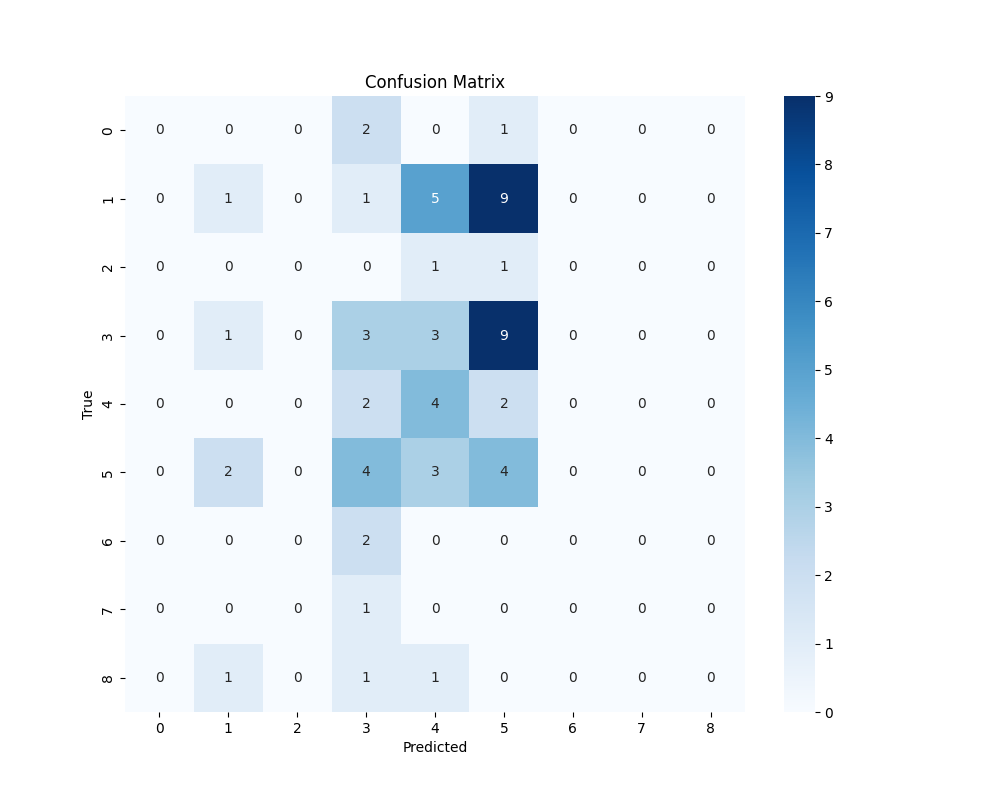 Confusion Matrix
True
0 0 0 0 2 0 1 0 0 0
1 0 1 0 1 5 9 0 0 0
2 0 0 0 0 1 1 0 0 0
3 0 1 0 3 3 9 0 0 0
4 0 0 0 2 4 2 0 0 0
5 0 2 0 4 3 4 0 0 0
6 0 0 0 2 0 0 0 0 0
7 0 0 0 1 0 0 0 0 0
8 0 1 0 1 1 0 0 0 0
0 1 2 3 4 5 6 7 8
Predicted
9
8
7
6
5
4
3
2
1
0